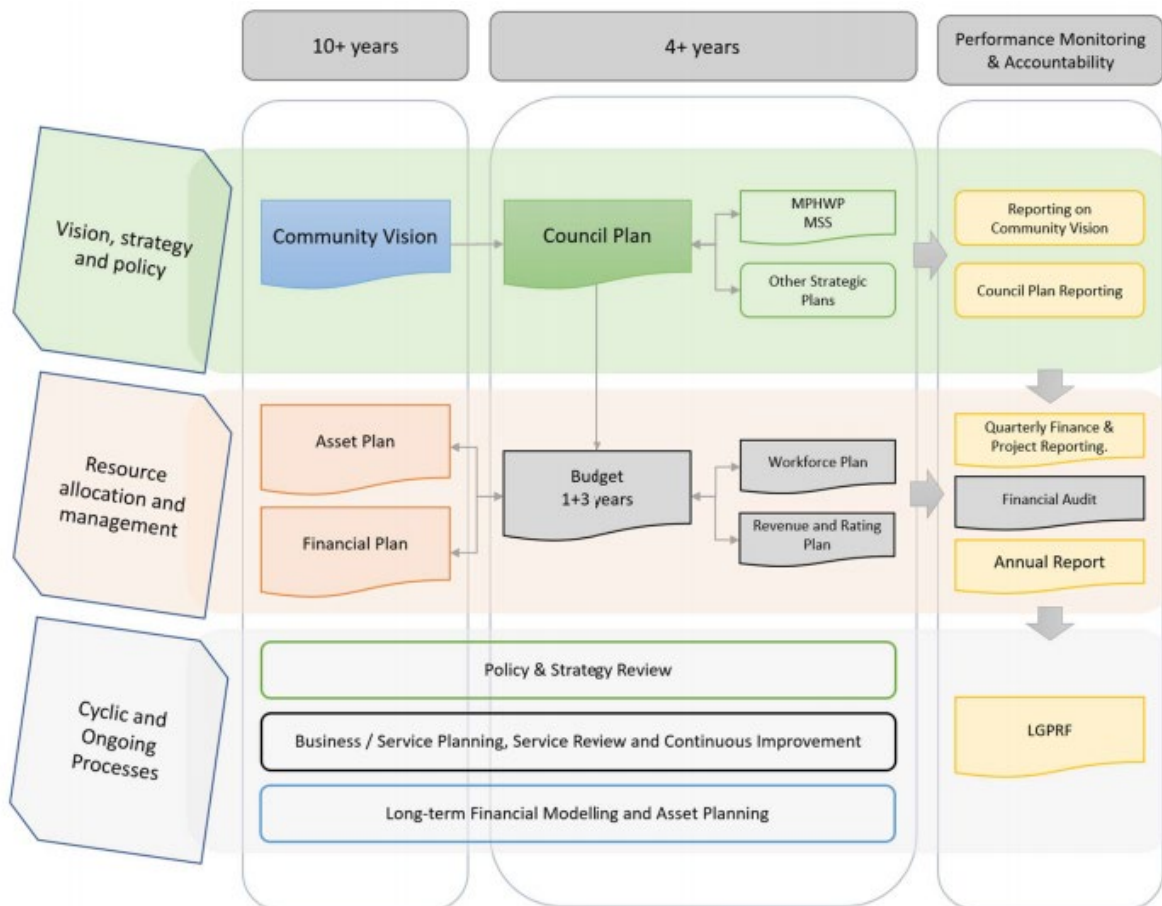 10+ years
4+ years
Performance Monitoring
& Accountability
Vision, strategy
and policy
Community Vision
Council Plan
MPHWP
MSS
Other Strategic
Plans
Reporting on
Community Vision
Council Plan Reporting
Resource
allocation and
management
Asset Plan
Financial Plan
Budget
1+3 years
Workforce Plan
Revenue and Rating
Plan
Quarterly Finance &
Project Reporting.
Financial Audit
Annual Report
Cyclic and
Ongoing
Processes
Policy & Strategy Review
Business / Service Planning, Service Review and Continuous Improvement
Long-term Financial Modelling and Asset Planning
LGPRF